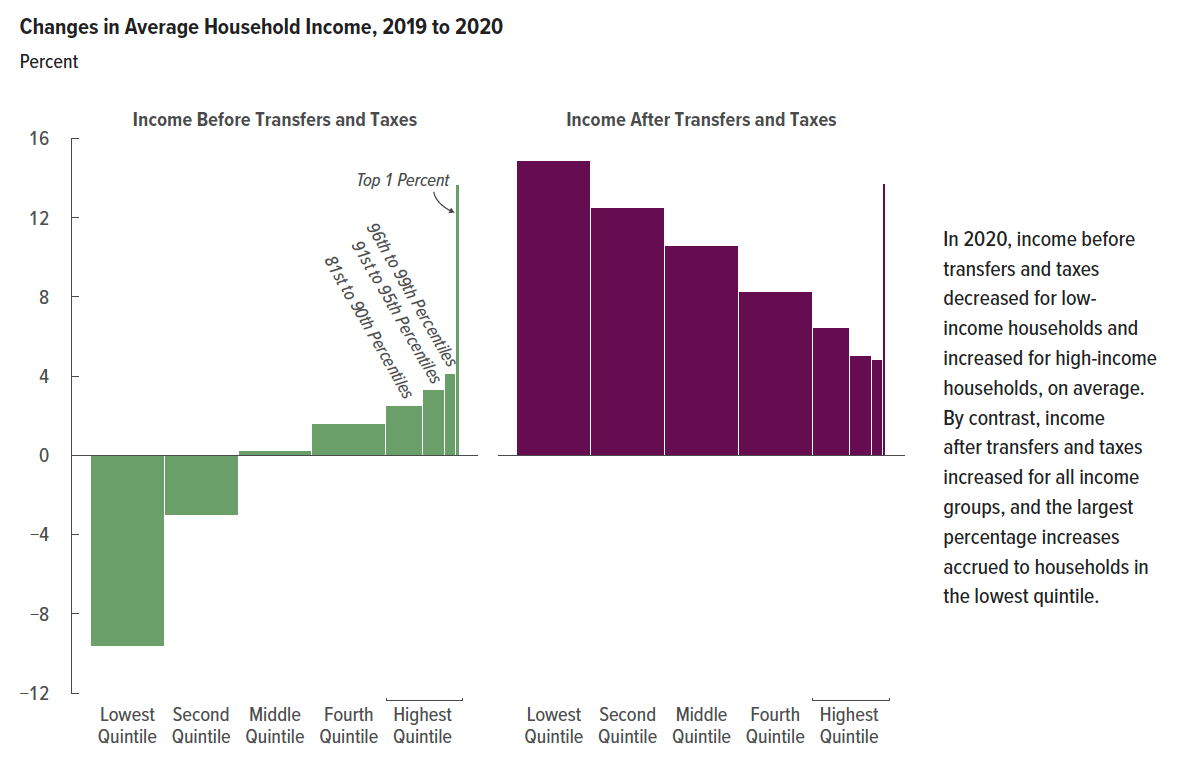 Changes in Average Household Income, 2019 to 2020
Percent
Income Before Transfers and Taxes
Income After Transfers and Taxes
16
12
8
4
0
−4
−8
−12
Top 1 Percent
96th to 99th Percentiles
91st to 95th Percentiles
81st to 90th Percentiles
Lowest Quintile
Second Quintile
Middle Quintile
Fourth Quintile
Highest Quintile
Lowest Quintile
Second Quintile
Middle Quintile
Fourth Quintile
Highest Quintile
In 2020, income before
transfers and taxes
decreased for low-
income households and
increased for high-income
households, on average.
By contrast, income
after transfers and taxes
increased for all income
groups, and the largest
percentage increases
accrued to households in
the lowest quintile.